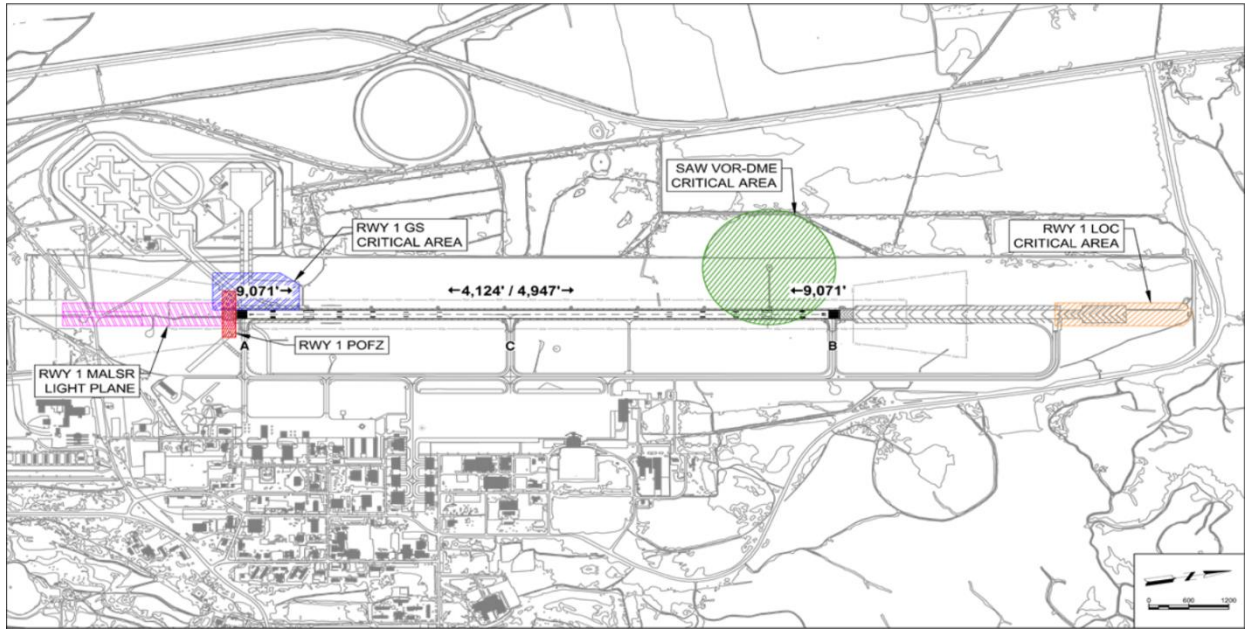 SAW VOR-DME
CRITICAL AREA
RWY 1 GS
CRITICAL AREA
RWY 1 LOC
CRITICAL AREA
9,071'→
←4,124' / 4,947'→
←9,071'
A
C
B
RWY 1 POFZ
RWY 1 MALSR
LIGHT PLANE
0 600 1200